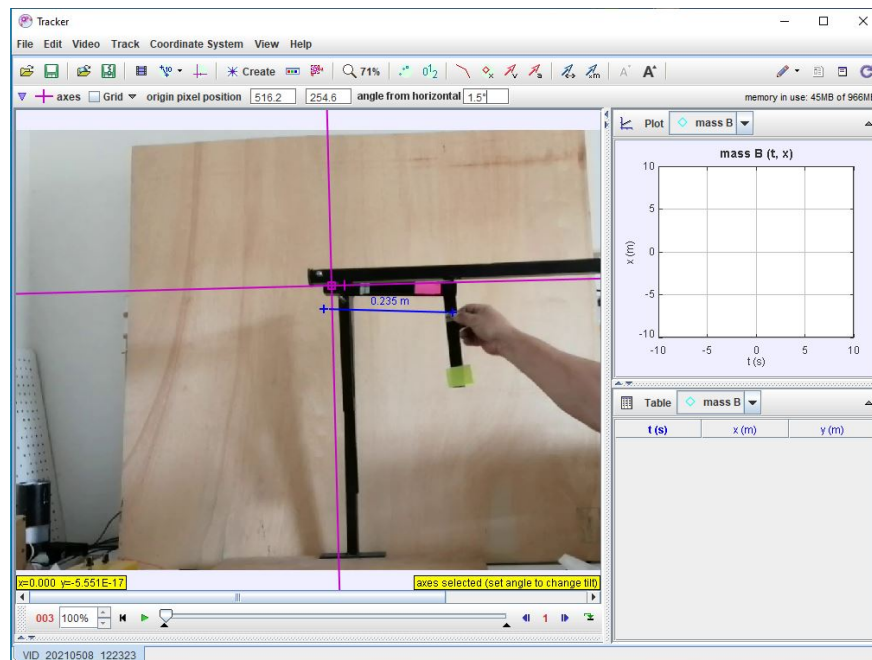 Tracker
File Edit Video Track Coordinate System View Help
Create 71%
axes Grid origin pixel position 516.2 254.6 angle from horizontal 1.5° memory in use: 45MB of 966MB
Plot mass B
mass B (t, x)
10
5
0
-5
-10
x (m)
-10 -5 0 5 10
t (s)
0.235 m
Table mass B
t (s) x (m) y (m)
x=0.000 y=-5.551E-17 axes selected (set angle to change tilt)
003 100% 1
VID_20210508_122323